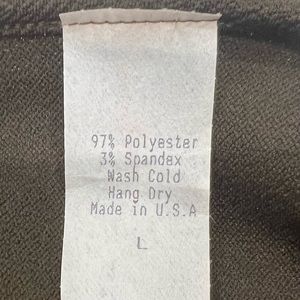 97% Polyester
3% Spandex
Wash Cold
Hang Dry
Made in U.S.A
L